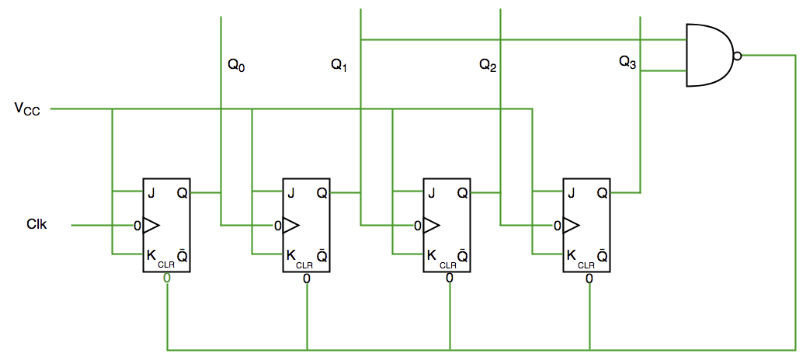 Q0 Q1 Q2 Q3
VCC
J Q J Q J Q J Q
Clk 0 0 0 0
K CLR Q̄ K CLR Q̄ K CLR Q̄ K CLR Q̄
0 0 0 0